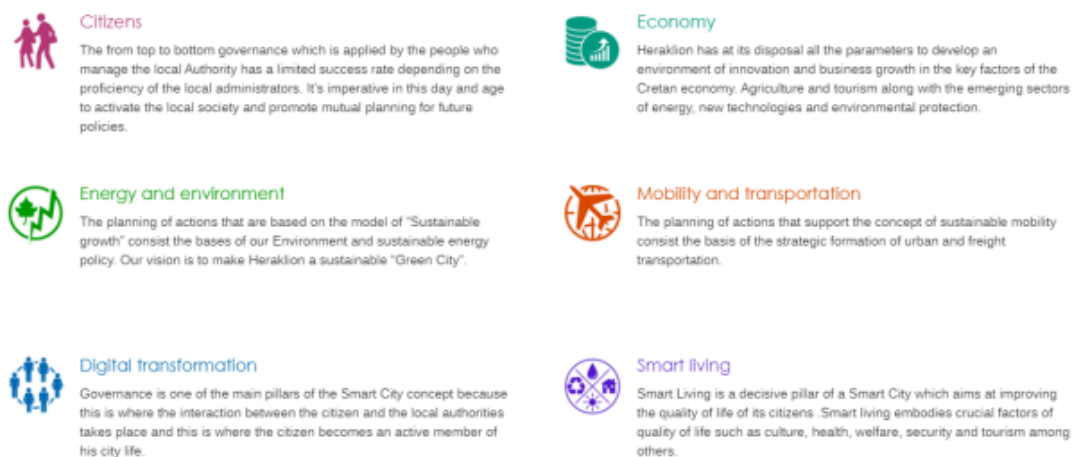 Citizens
The from top to bottom governance which is applied by the people who
manage the local Authority has a limited success rate depending on the
proficiency of the local administrators. It's imperative in this day and age
to activate the local society and promote mutual planning for future
policies.
Economy
Heraklion has at its disposal all the parameters to develop an
environment of innovation and business growth in the key factors of the
Cretan economy. Agriculture and tourism along with the emerging sectors
of energy, new technologies and environmental protection.
Energy and environment
The planning of actions that are based on the model of "Sustainable
growth" consist the bases of our Environment and sustainable energy
policy. Our vision is to make Heraklion a sustainable "Green City".
Mobility and transportation
The planning of actions that support the concept of sustainable mobility
consist the basis of the strategic formation of urban and freight
transportation.
Digital transformation
Governance is one of the main pillars of the Smart City concept because
this is where the interaction between the citizen and the local authorities
takes place and this is where the citizen becomes an active member of
his city life.
Smart living
Smart Living is a decisive pillar of a Smart City which aims at improving
the quality of life of its citizens .Smart living embodies crucial factors of
quality of life such as culture, health, welfare, security and tourism among
others.